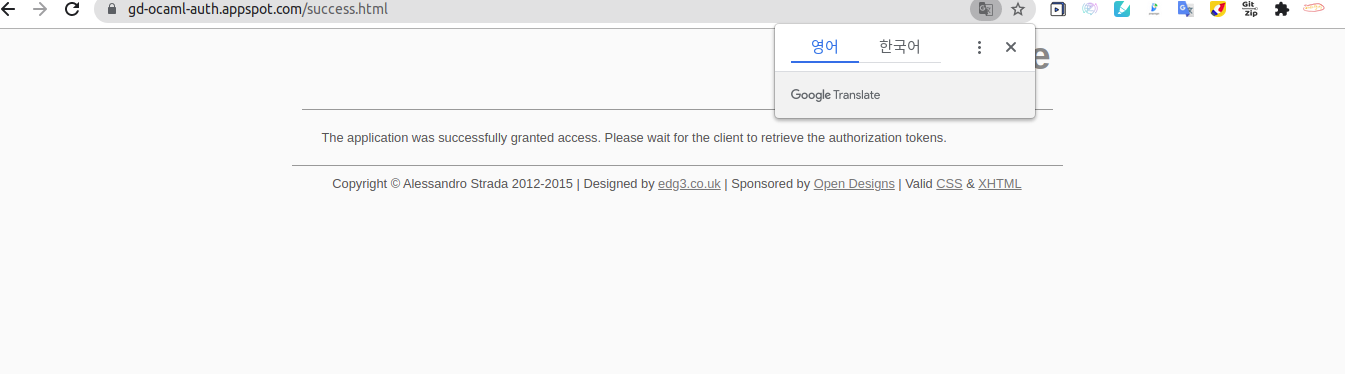 gd-ocaml-auth.appspot.com/success.html
Git
Zip
영어 한국어
Google Translate
The application was successfully granted access. Please wait for the client to retrieve the authorization tokens.
Copyright © Alessandro Strada 2012-2015 | Designed by edg3.co.uk | Sponsored by Open Designs | Valid CSS & XHTML